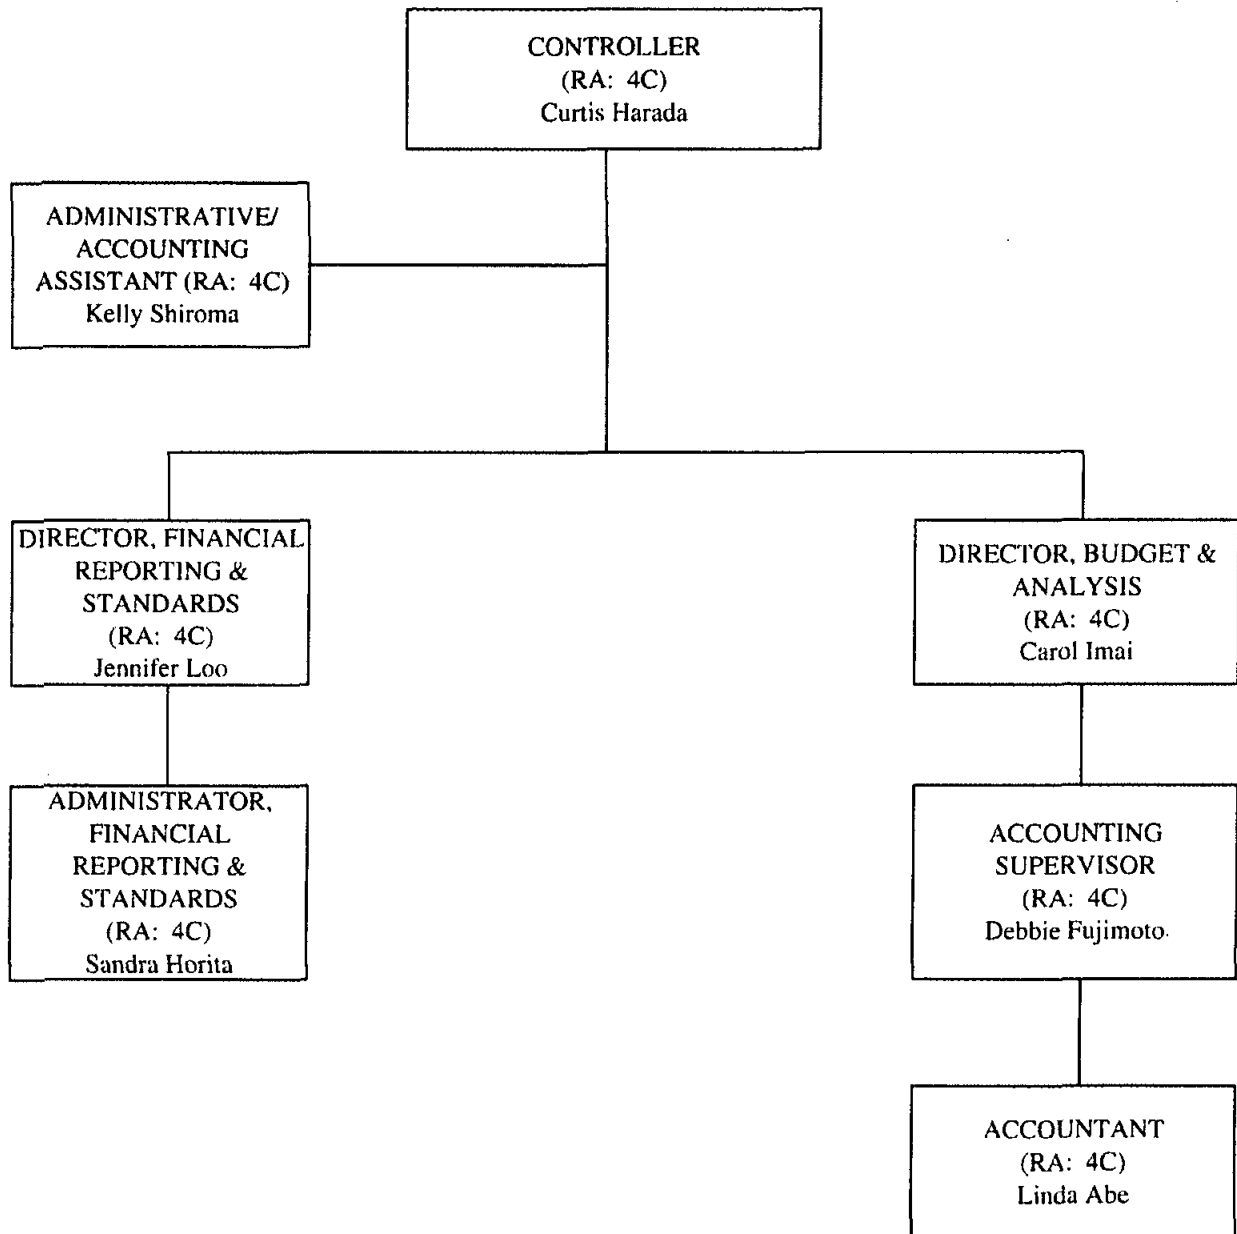 CONTROLLER
(RA: 4C)
Curtis Harada
ADMINISTRATIVE/
ACCOUNTING
ASSISTANT (RA: 4C)
Kelly Shiroma
DIRECTOR, FINANCIAL
REPORTING &
STANDARDS
(RA: 4C)
Jennifer Loo
DIRECTOR, BUDGET &
ANALYSIS
(RA: 4C)
Carol Imai
ADMINISTRATOR,
FINANCIAL
REPORTING &
STANDARDS
(RA: 4C)
Sandra Horita
ACCOUNTING
SUPERVISOR
(RA: 4C)
Debbie Fujimoto
ACCOUNTANT
(RA: 4C)
Linda Abe